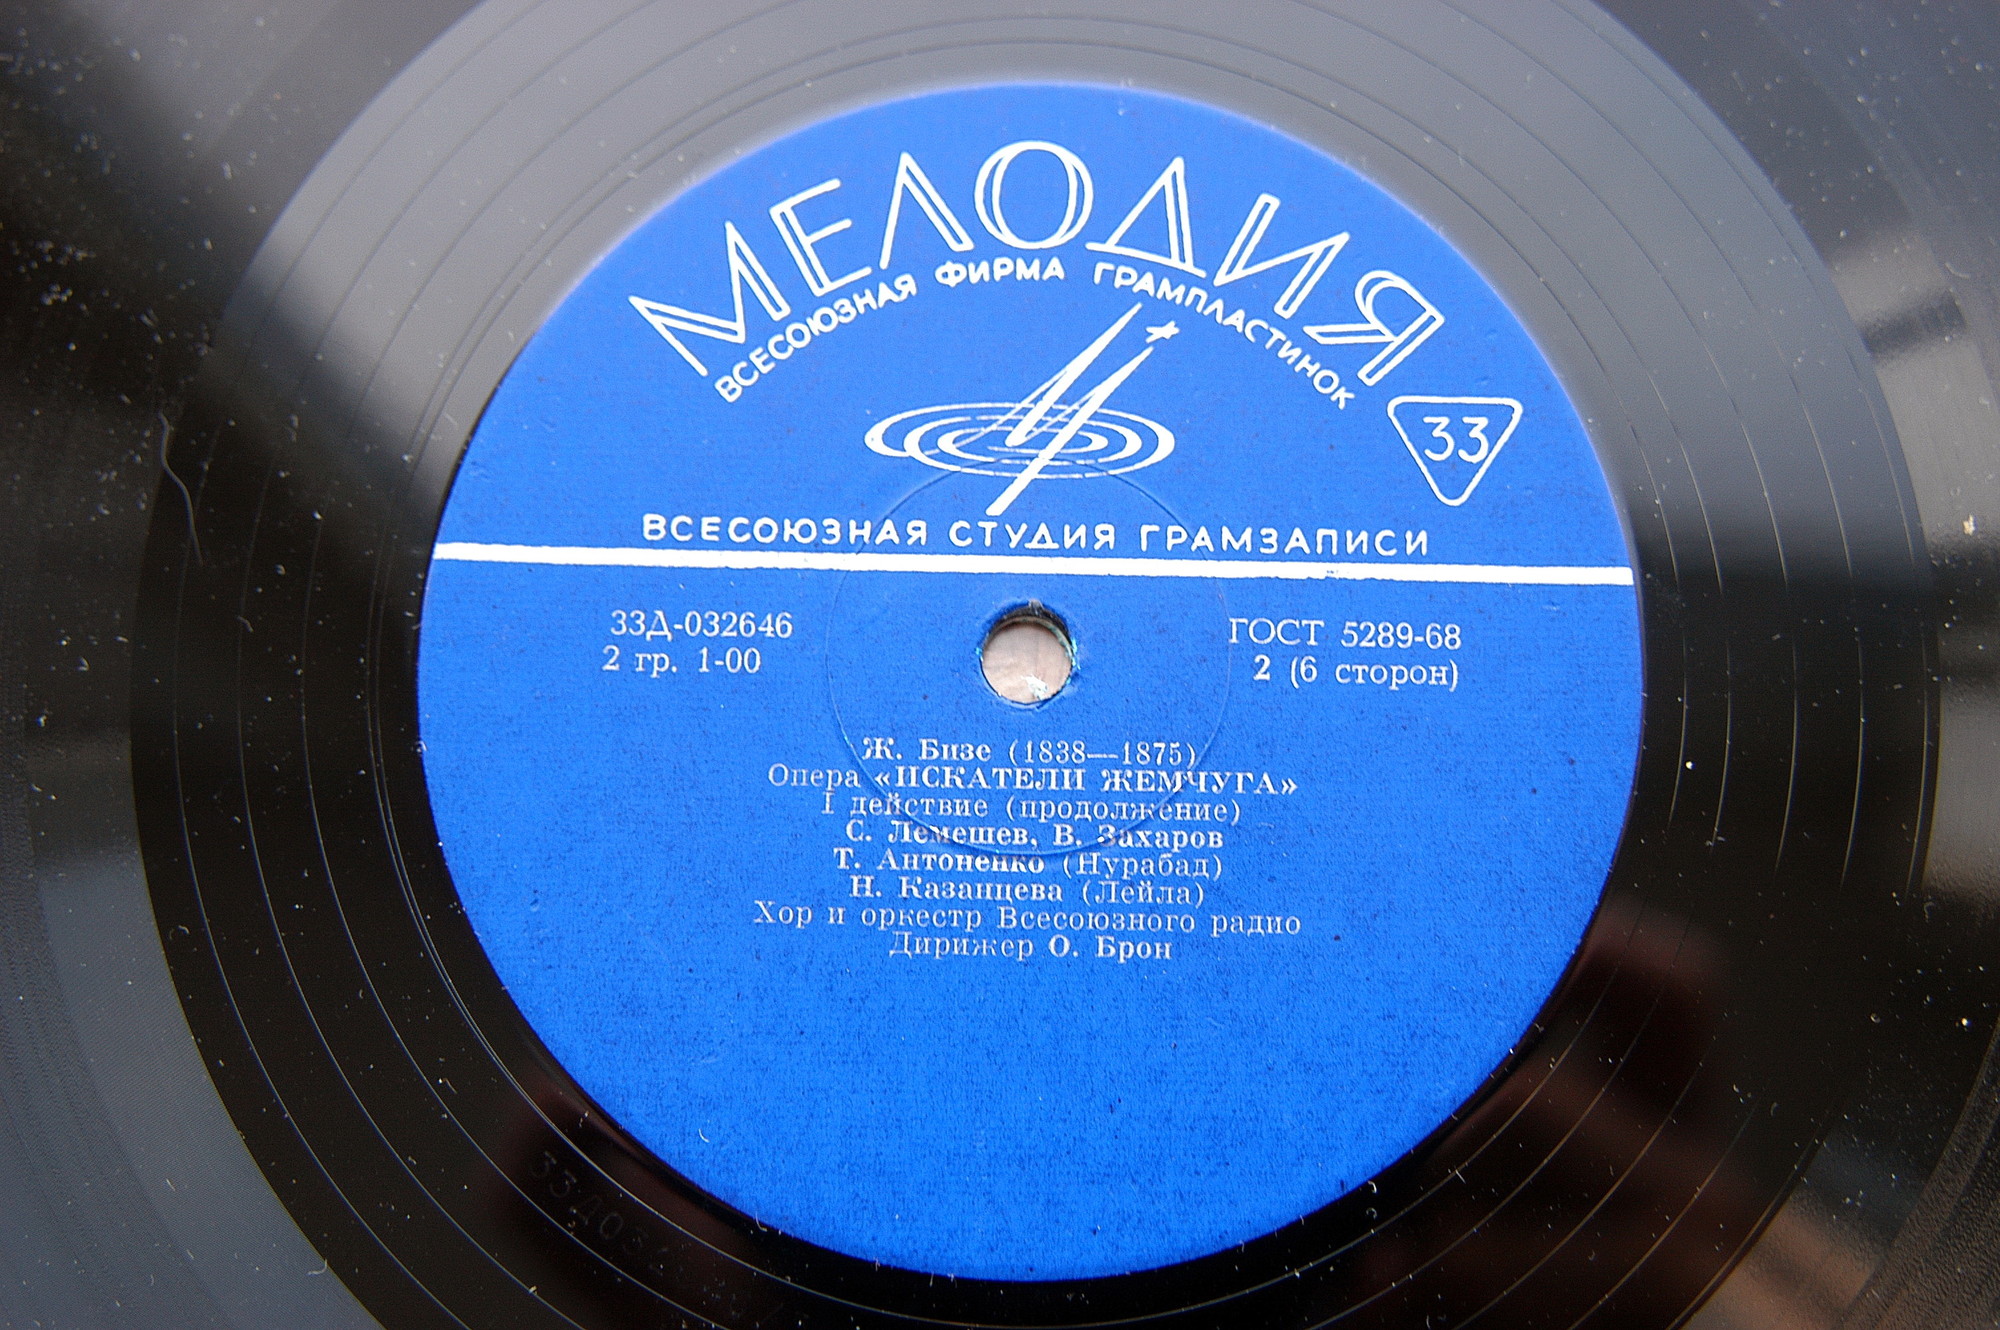 МЕЛОДИЯ
ВСЕСОЮЗНАЯ ФИРМА ГРАМПЛАСТИНОК
33
ВСЕСОЮЗНАЯ СТУДИЯ ГРАМЗАПИСИ
33Д-032646
2 гр. 1-00
ГОСТ 5289-68
2 (6 сторон)
Ж. Бизе (1838—1875)
Опера «ИСКАТЕЛИ ЖЕМЧУГА»
I действие (продолжение)
С. Лемешев, В. Захаров
Т. Антоненко (Нурабад)
Н. Казанцева (Лейла)
Хор и оркестр Всесоюзного радио
Дирижер О. Брон